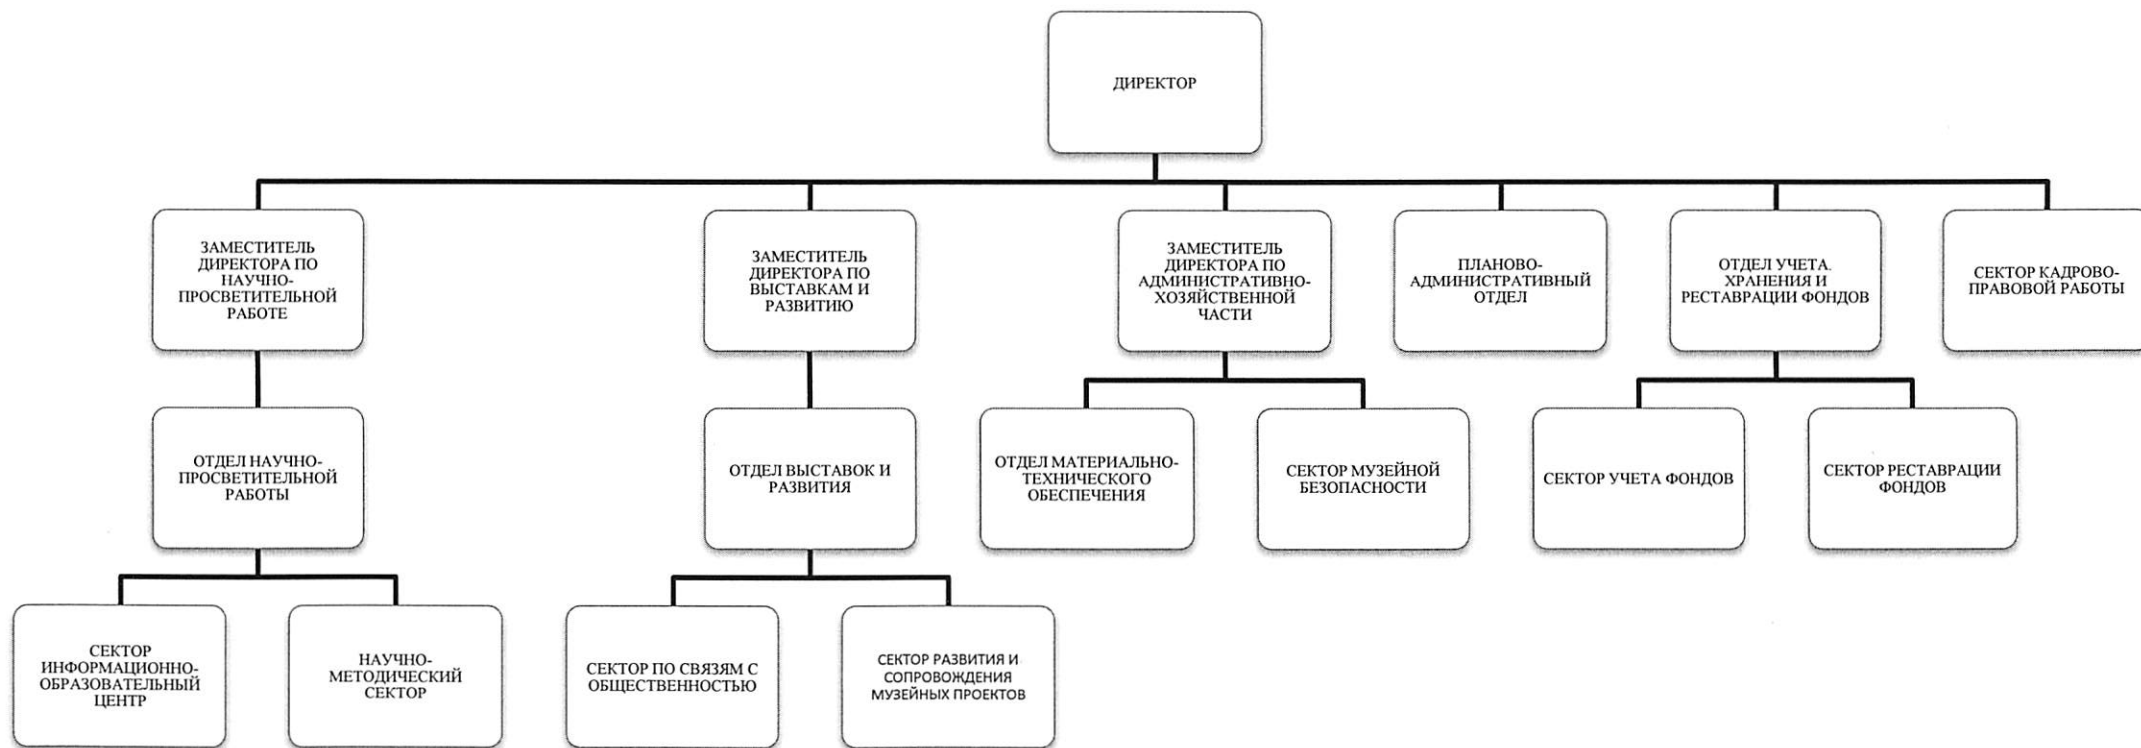 ДИРЕКТОР
ЗАМЕСТИТЕЛЬ
ДИРЕКТОРА ПО
НАУЧНО-
ПРОСВЕТИТЕЛЬНОЙ
РАБОТЕ
ЗАМЕСТИТЕЛЬ
ДИРЕКТОРА ПО
ВЫСТАВКАМ И
РАЗВИТИЮ
ЗАМЕСТИТЕЛЬ
ДИРЕКТОРА ПО
АДМИНИСТРАТИВНО-
ХОЗЯЙСТВЕННОЙ
ЧАСТИ
ПЛАНОВО-
АДМИНИСТРАТИВНЫЙ
ОТДЕЛ
ОТДЕЛ УЧЕТА.
ХРАНЕНИЯ И
РЕСТАВРАЦИИ ФОНДОВ
СЕКТОР КАДРОВО-
ПРАВОВОЙ РАБОТЫ
ОТДЕЛ НАУЧНО-
ПРОСВЕТИТЕЛЬНОЙ
РАБОТЫ
ОТДЕЛ ВЫСТАВОК И
РАЗВИТИЯ
ОТДЕЛ МАТЕРИАЛЬНО-
ТЕХНИЧЕСКОГО
ОБЕСПЕЧЕНИЯ
СЕКТОР МУЗЕЙНОЙ
БЕЗОПАСНОСТИ
СЕКТОР УЧЕТА ФОНДОВ
СЕКТОР РЕСТАВРАЦИИ
ФОНДОВ
СЕКТОР
ИНФОРМАЦИОННО-
ОБРАЗОВАТЕЛЬНЫЙ
ЦЕНТР
НАУЧНО-
МЕТОДИЧЕСКИЙ
СЕКТОР
СЕКТОР ПО СВЯЗЯМ С
ОБЩЕСТВЕННОСТЬЮ
СЕКТОР РАЗВИТИЯ И
СОПРОВОЖДЕНИЯ
МУЗЕЙНЫХ ПРОЕКТОВ